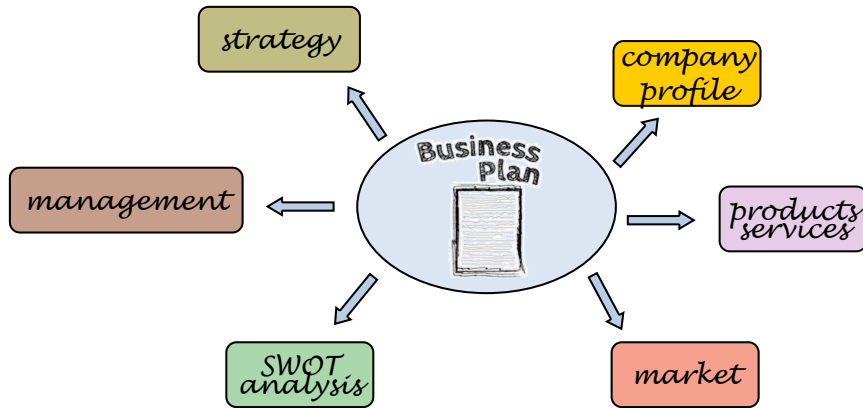 strategy
company
profile
Business
Plan
management
products
services
SWOT
analysis
market